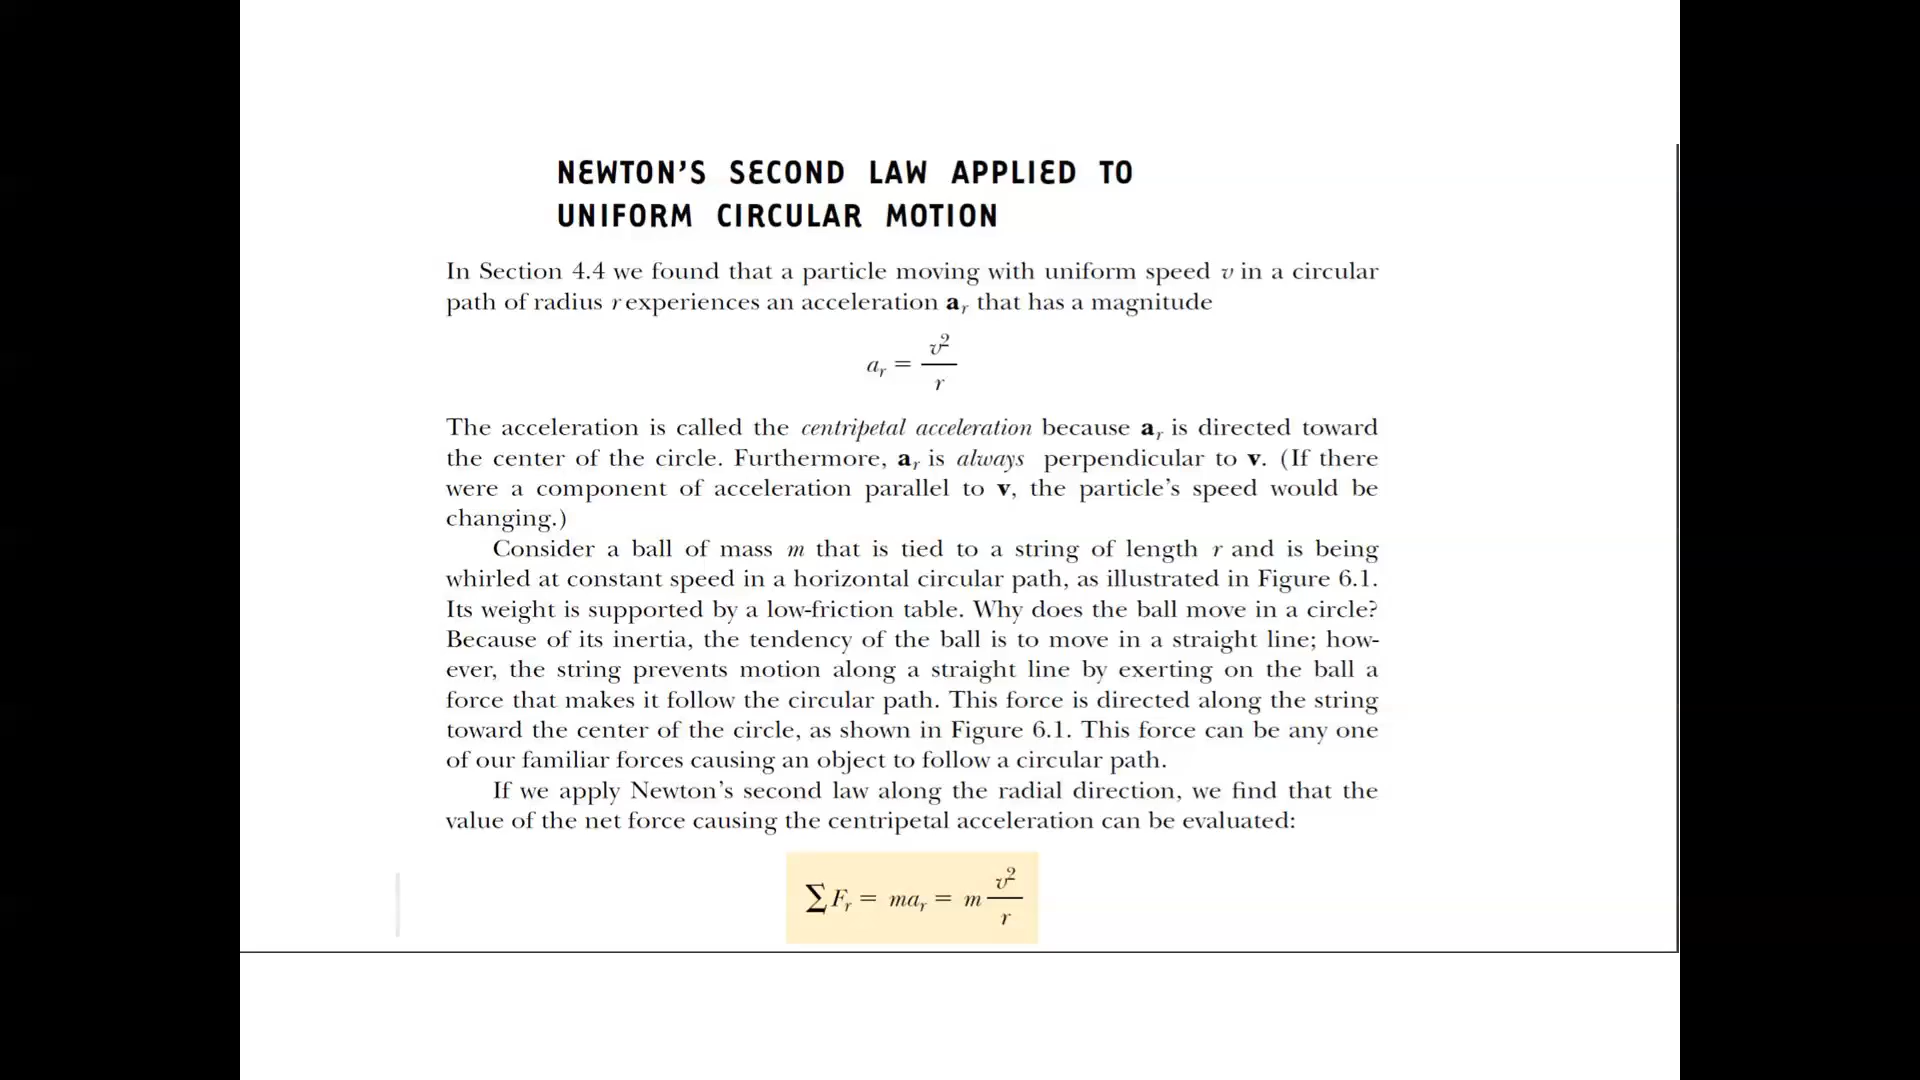 NEWTON’S SECOND LAW APPLIED TO
UNIFORM CIRCULAR MOTION
In Section 4.4 we found that a particle moving with uniform speed v in a circular
path of radius r experiences an acceleration aᵣ that has a magnitude
aᵣ = v²/r
The acceleration is called the centripetal acceleration because aᵣ is directed toward
the center of the circle. Furthermore, aᵣ is always perpendicular to v. (If there
were a component of acceleration parallel to v, the particle’s speed would be
changing.)
Consider a ball of mass m that is tied to a string of length r and is being
whirled at constant speed in a horizontal circular path, as illustrated in Figure 6.1.
Its weight is supported by a low-friction table. Why does the ball move in a circle?
Because of its inertia, the tendency of the ball is to move in a straight line; how-
ever, the string prevents motion along a straight line by exerting on the ball a
force that makes it follow the circular path. This force is directed along the string
toward the center of the circle, as shown in Figure 6.1. This force can be any one
of our familiar forces causing an object to follow a circular path.
If we apply Newton’s second law along the radial direction, we find that the
value of the net force causing the centripetal acceleration can be evaluated:
∑Fᵣ = maᵣ = m v²/r